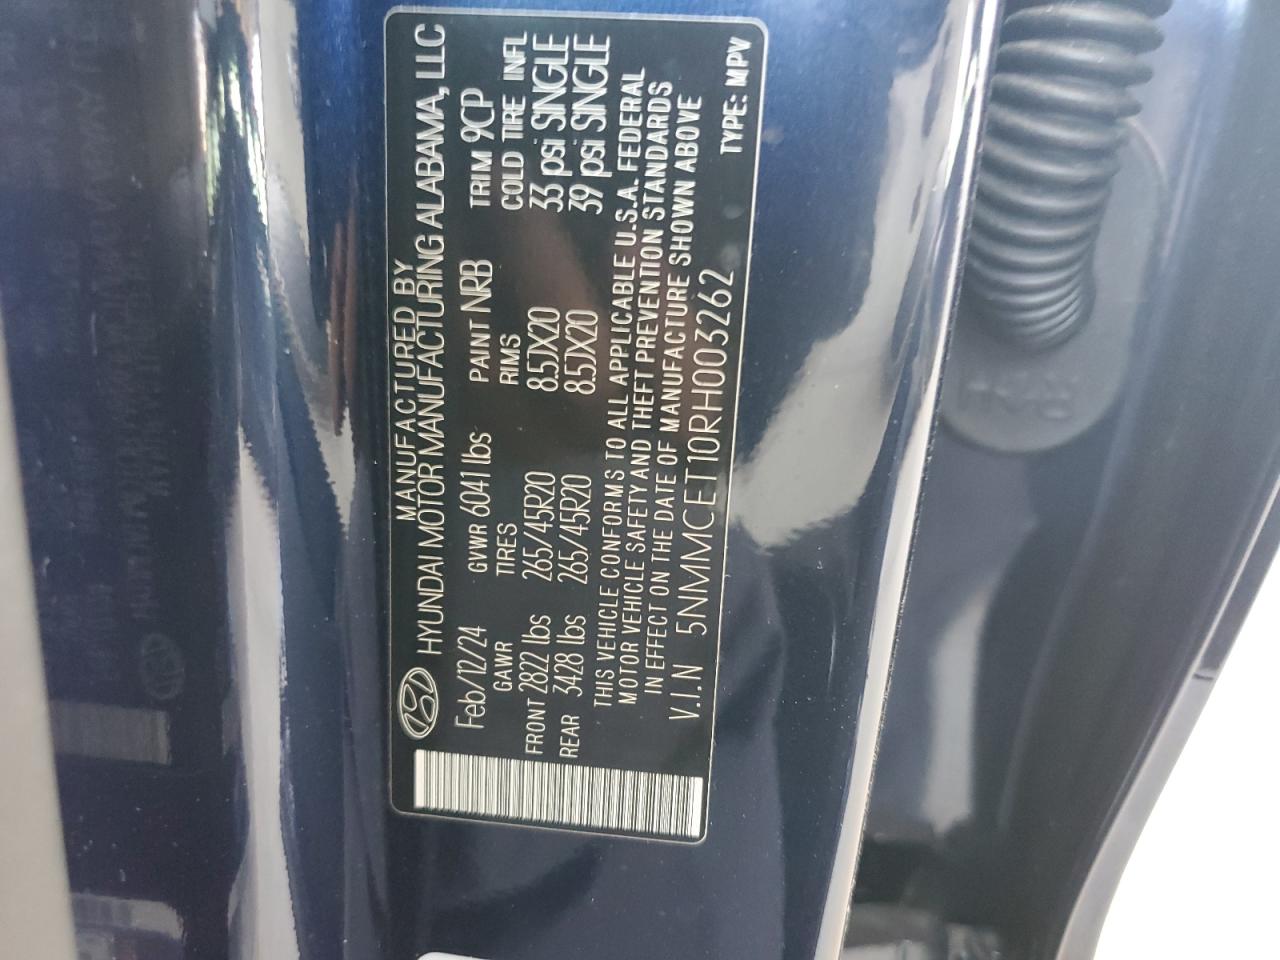 MANUFACTURED BY
HYUNDAI MOTOR MANUFACTURING ALABAMA, LLC
Feb/12/24 GVWR 6041 lbs PAINT NRB TRIM 9CP
GAWR TIRES RIMS COLD TIRE INFL
FRONT 2822 lbs 265/45R20 8.5JX20 33 psi SINGLE
REAR 3428 lbs 265/45R20 8.5JX20 39 psi SINGLE
THIS VEHICLE CONFORMS TO ALL APPLICABLE U.S.A. FEDERAL
MOTOR VEHICLE SAFETY AND THEFT PREVENTION STANDARDS
IN EFFECT ON THE DATE OF MANUFACTURE SHOWN ABOVE
V.I.N 5NMMCET10RH003262 TYPE: MPV